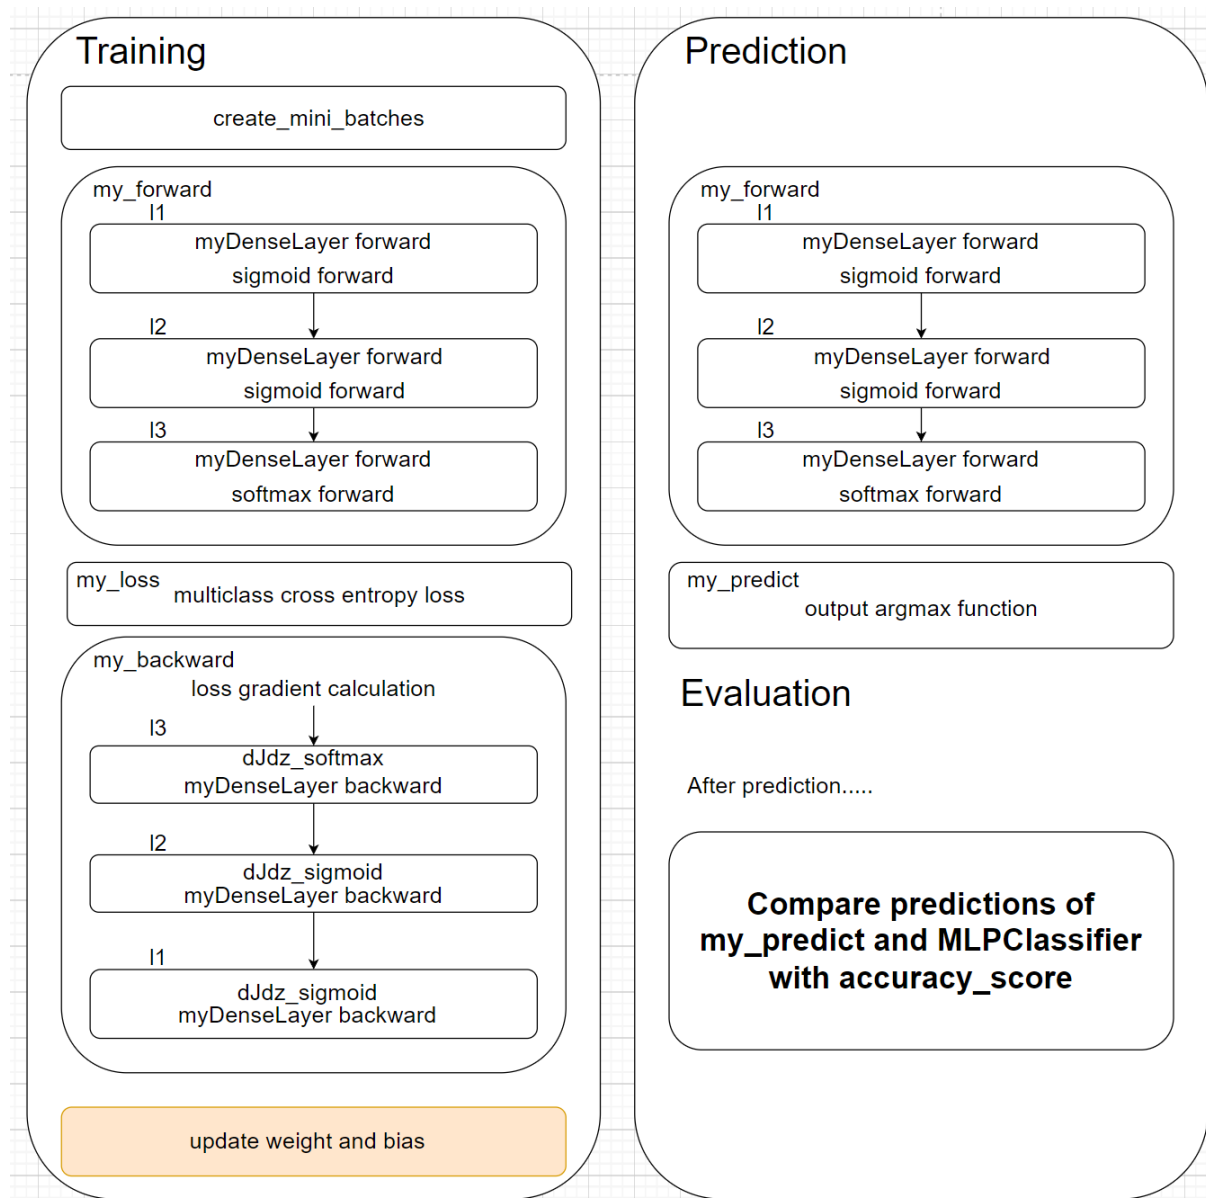 Training
create_mini_batches
my_forward
l1
myDenseLayer forward
sigmoid forward
l2
myDenseLayer forward
sigmoid forward
l3
myDenseLayer forward
softmax forward
my_loss
multiclass cross entropy loss
my_backward
loss gradient calculation
l3
dJdz_softmax
myDenseLayer backward
l2
dJdz_sigmoid
myDenseLayer backward
l1
dJdz_sigmoid
myDenseLayer backward
update weight and bias
Prediction
my_forward
l1
myDenseLayer forward
sigmoid forward
l2
myDenseLayer forward
sigmoid forward
l3
myDenseLayer forward
softmax forward
my_predict
output argmax function
Evaluation
After prediction.....
Compare predictions of
my_predict and MLPClassifier
with accuracy_score